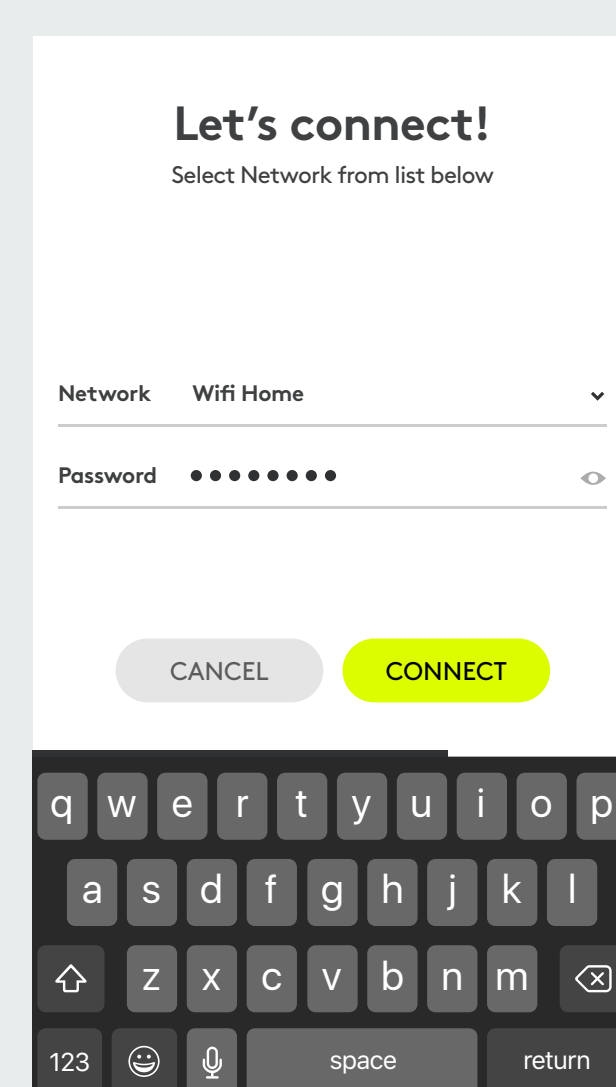 Let’s connect!
Select Network from list below
Network Wifi Home
Password ••••••••
CANCEL CONNECT
q w e r t y u i o p
a s d f g h j k l
z x c v b n m
123 space return